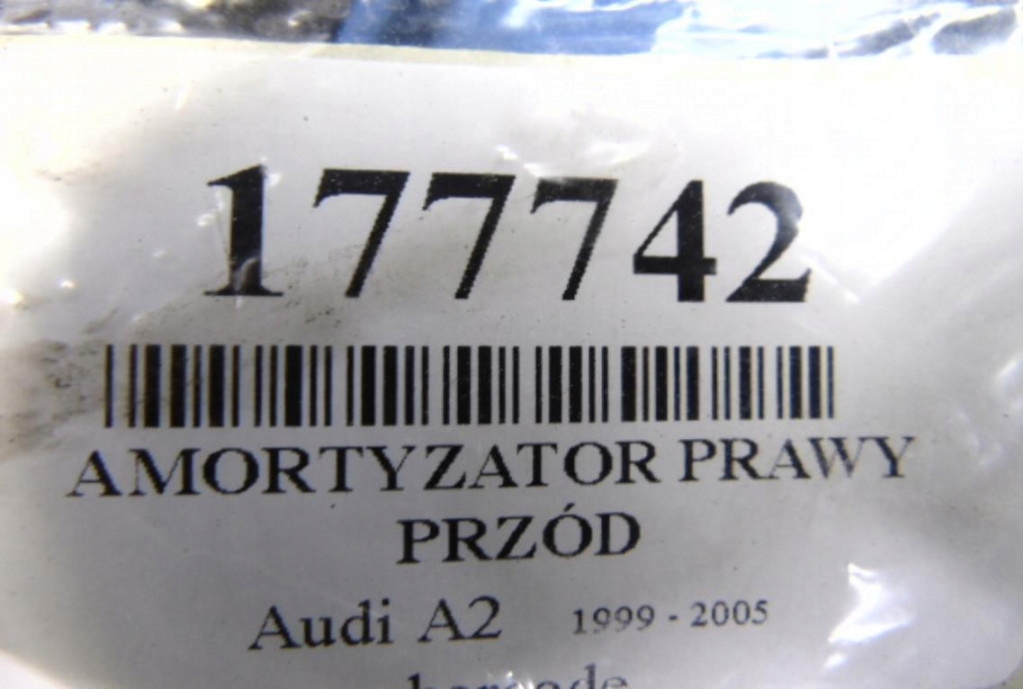 177742
AMORTYZATOR PRAWY
PRZÓD
Audi A2 1999 - 2005